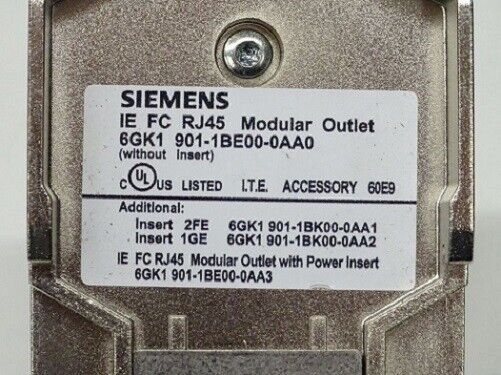 SIEMENS
IE FC RJ45 Modular Outlet
6GK1 901-1BE00-0AA0
(without insert)
C UL US LISTED I.T.E. ACCESSORY 60E9
Additional:
Insert 2FE 6GK1 901-1BK00-0AA1
Insert 1GE 6GK1 901-1BK00-0AA2
IE FC RJ45 Modular Outlet with Power Insert
6GK1 901-1BE00-0AA3